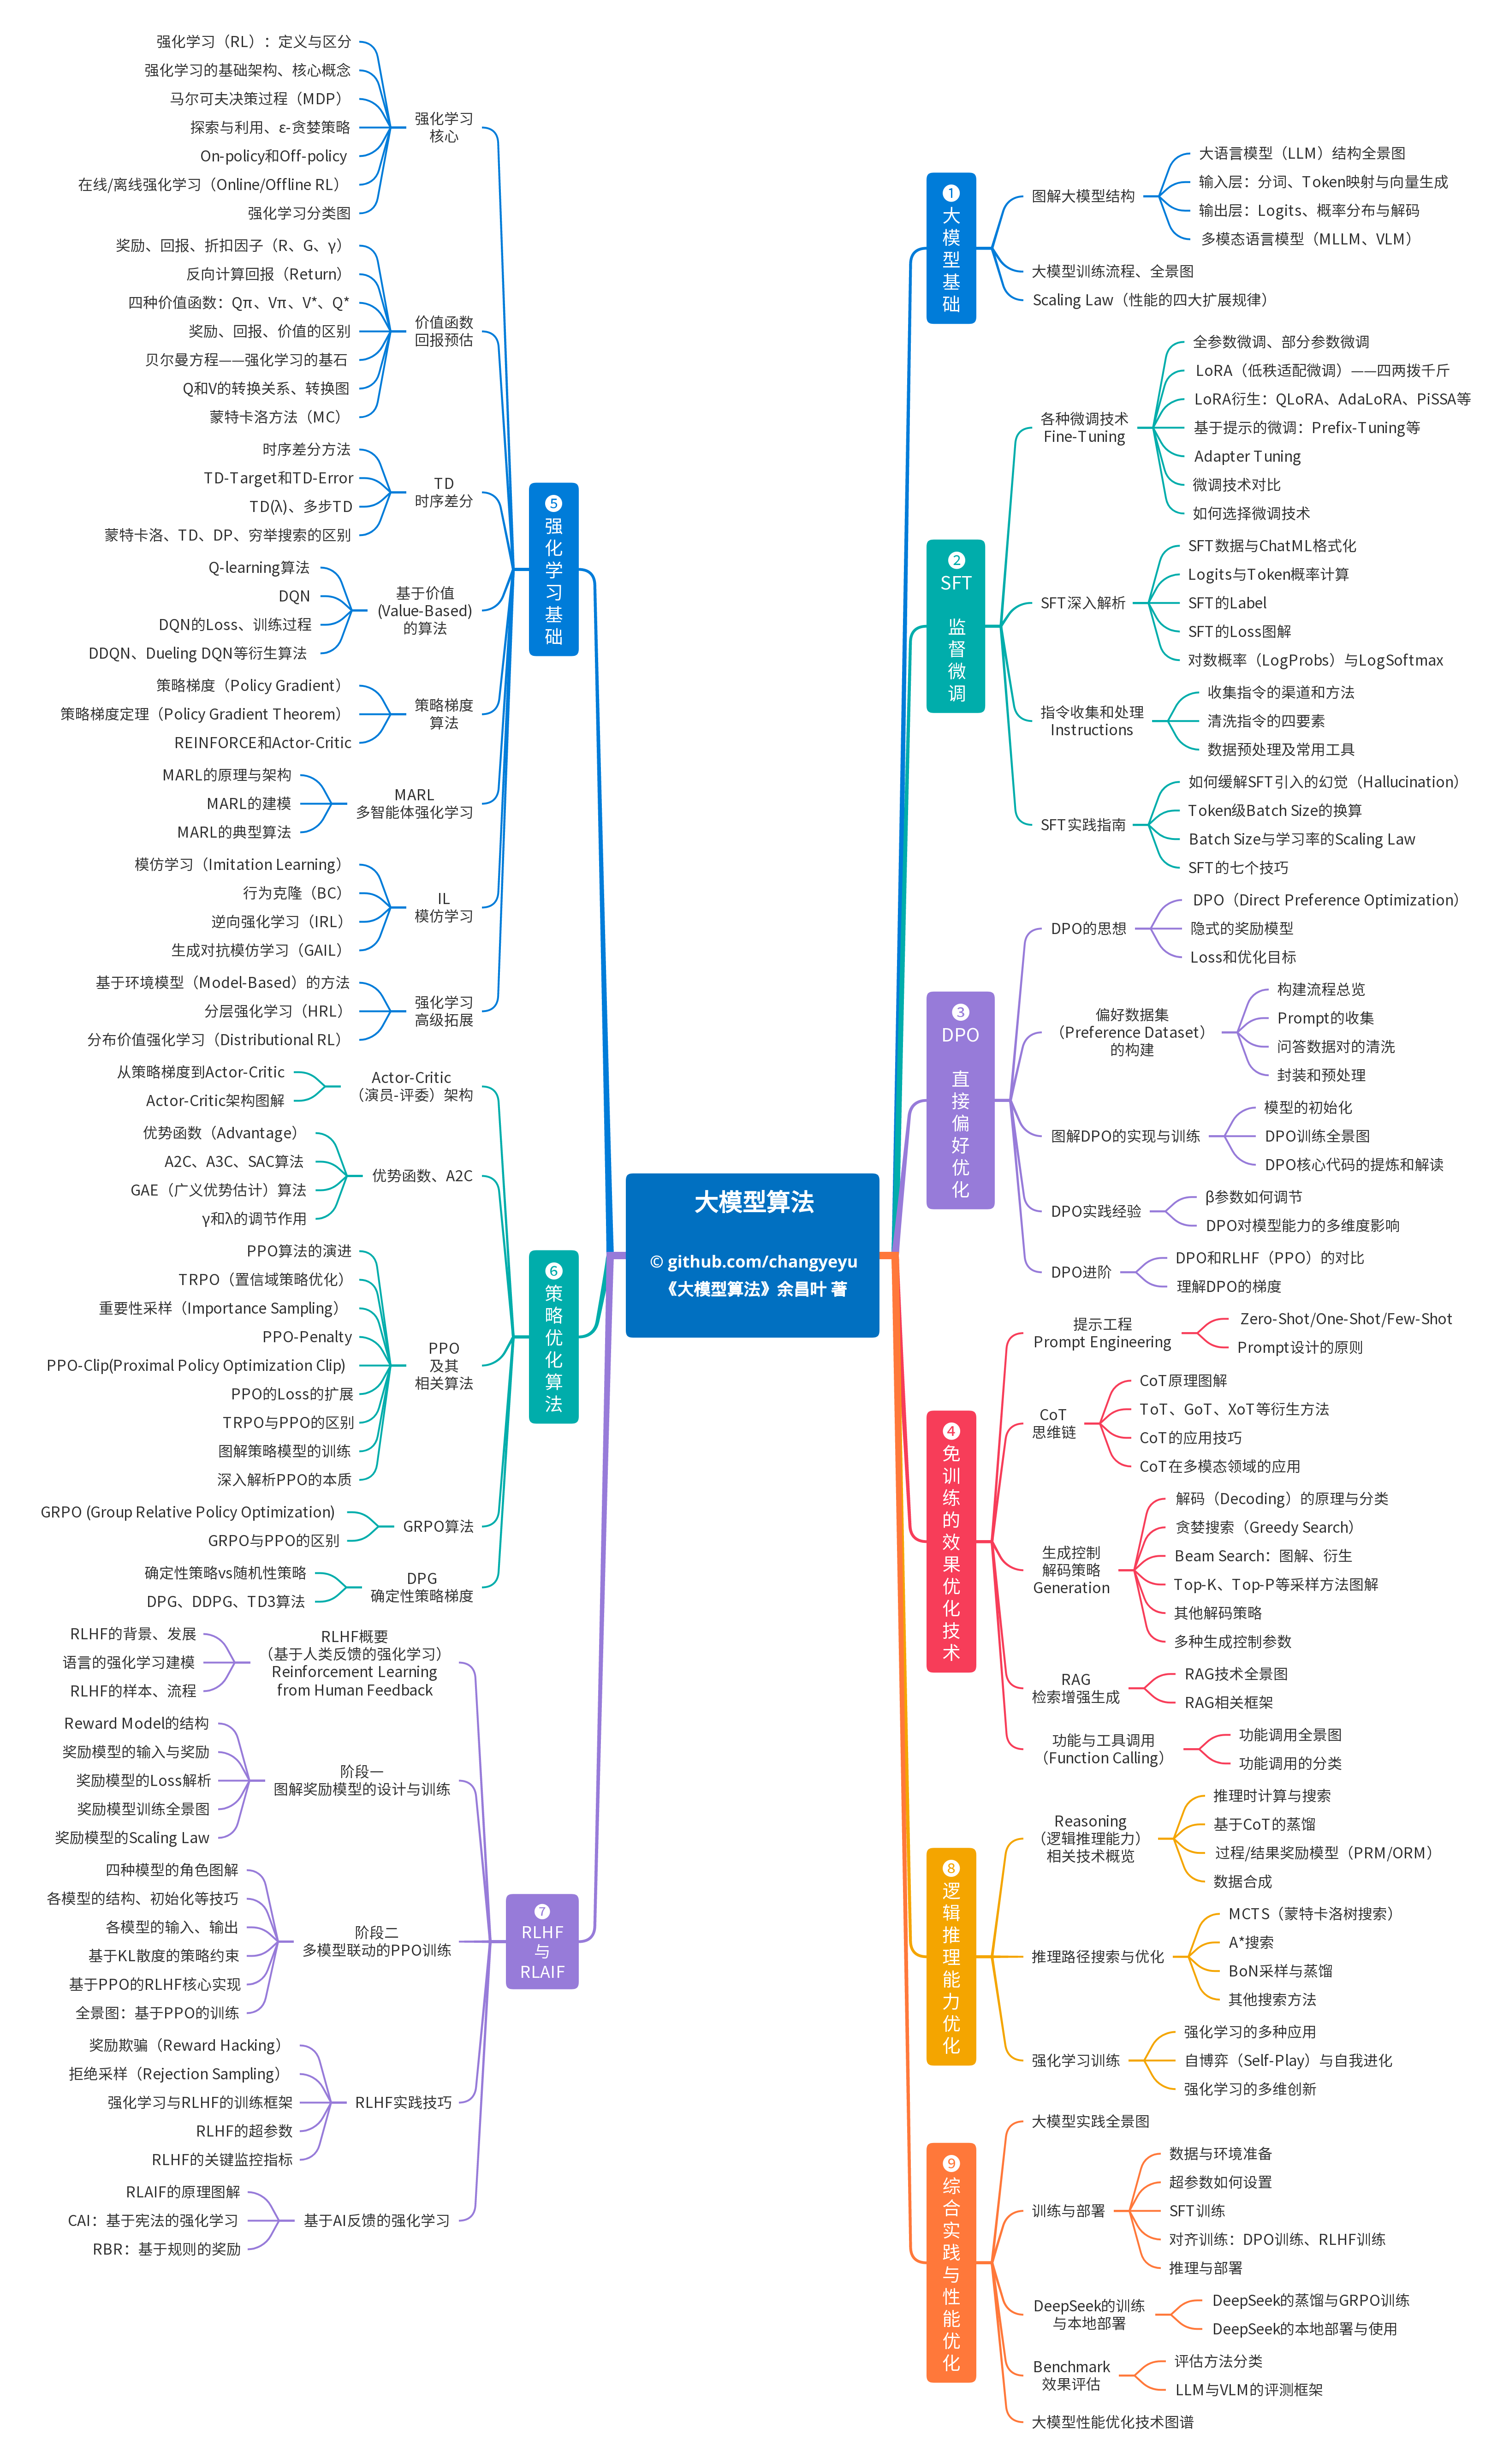 大模型算法
© github.com/changyeyu
《大模型算法》余昌叶 著
❶
大模型基础
图解大模型结构
大语言模型（LLM）结构全景图
输入层：分词、Token映射与向量生成
输出层：Logits、概率分布与解码
多模态语言模型（MLLM、VLM）
大模型训练流程、全景图
Scaling Law（性能的四大扩展规律）
❷
SFT
监督微调
各种微调技术
Fine-Tuning
全参数微调、部分参数微调
LoRA（低秩适配微调）——四两拨千斤
LoRA衍生：QLoRA、AdaLoRA、PiSSA等
基于提示的微调：Prefix-Tuning等
Adapter Tuning
微调技术对比
如何选择微调技术
SFT深入解析
SFT数据与ChatML格式化
Logits与Token概率计算
SFT的Label
SFT的Loss图解
对数概率（LogProbs）与LogSoftmax
指令收集和处理
Instructions
收集指令的渠道和方法
清洗指令的四要素
数据预处理及常用工具
SFT实践指南
如何缓解SFT引入的幻觉（Hallucination）
Token级Batch Size的换算
Batch Size与学习率的Scaling Law
SFT的七个技巧
❸
DPO
直接偏好优化
DPO的思想
DPO（Direct Preference Optimization）
隐式的奖励模型
Loss和优化目标
偏好数据集
（Preference Dataset）
的构建
构建流程总览
Prompt的收集
问答数据对的清洗
封装和预处理
图解DPO的实现与训练
模型的初始化
DPO训练全景图
DPO核心代码的提炼和解读
DPO实践经验
β参数如何调节
DPO对模型能力的多维度影响
DPO进阶
DPO和RLHF（PPO）的对比
理解DPO的梯度
❹
免训练的效果优化技术
提示工程
Prompt Engineering
Zero-Shot/One-Shot/Few-Shot
Prompt设计的原则
CoT
思维链
CoT原理图解
ToT、GoT、XoT等衍生方法
CoT的应用技巧
CoT在多模态领域的应用
生成控制
解码策略
Generation
解码（Decoding）的原理与分类
贪婪搜索（Greedy Search）
Beam Search：图解、衍生
Top-K、Top-P等采样方法图解
其他解码策略
多种生成控制参数
RAG
检索增强生成
RAG技术全景图
RAG相关框架
功能与工具调用
（Function Calling）
功能调用全景图
功能调用的分类
❺
强化学习基础
强化学习
核心
强化学习（RL）：定义与区分
强化学习的基础架构、核心概念
马尔可夫决策过程（MDP）
探索与利用、ε-贪婪策略
On-policy和Off-policy
在线/离线强化学习（Online/Offline RL）
强化学习分类图
价值函数
回报预估
奖励、回报、折扣因子（R、G、γ）
反向计算回报（Return）
四种价值函数：Qπ、Vπ、V*、Q*
奖励、回报、价值的区别
贝尔曼方程——强化学习的基石
Q和V的转换关系、转换图
蒙特卡洛方法（MC）
TD
时序差分
时序差分方法
TD-Target和TD-Error
TD(λ)、多步TD
蒙特卡洛、TD、DP、穷举搜索的区别
基于价值
(Value-Based)
的算法
Q-learning算法
DQN
DQN的Loss、训练过程
DDQN、Dueling DQN等衍生算法
策略梯度
算法
策略梯度（Policy Gradient）
策略梯度定理（Policy Gradient Theorem）
REINFORCE和Actor-Critic
MARL
多智能体强化学习
MARL的原理与架构
MARL的建模
MARL的典型算法
IL
模仿学习
模仿学习（Imitation Learning）
行为克隆（BC）
逆向强化学习（IRL）
生成对抗模仿学习（GAIL）
强化学习
高级拓展
基于环境模型（Model-Based）的方法
分层强化学习（HRL）
分布价值强化学习（Distributional RL）
❻
策略优化算法
Actor-Critic
（演员-评委）架构
从策略梯度到Actor-Critic
Actor-Critic架构图解
优势函数、A2C
优势函数（Advantage）
A2C、A3C、SAC算法
GAE（广义优势估计）算法
γ和λ的调节作用
PPO
及其
相关算法
PPO算法的演进
TRPO（置信域策略优化）
重要性采样（Importance Sampling）
PPO-Penalty
PPO-Clip(Proximal Policy Optimization Clip)
PPO的Loss的扩展
TRPO与PPO的区别
图解策略模型的训练
深入解析PPO的本质
GRPO算法
GRPO (Group Relative Policy Optimization)
GRPO与PPO的区别
DPG
确定性策略梯度
确定性策略vs随机性策略
DPG、DDPG、TD3算法
❼
RLHF
与
RLAIF
RLHF概要
（基于人类反馈的强化学习）
Reinforcement Learning
from Human Feedback
RLHF的背景、发展
语言的强化学习建模
RLHF的样本、流程
阶段一
图解奖励模型的设计与训练
Reward Model的结构
奖励模型的输入与奖励
奖励模型的Loss解析
奖励模型训练全景图
奖励模型的Scaling Law
阶段二
多模型联动的PPO训练
四种模型的角色图解
各模型的结构、初始化等技巧
各模型的输入、输出
基于KL散度的策略约束
基于PPO的RLHF核心实现
全景图：基于PPO的训练
RLHF实践技巧
奖励欺骗（Reward Hacking）
拒绝采样（Rejection Sampling）
强化学习与RLHF的训练框架
RLHF的超参数
RLHF的关键监控指标
基于AI反馈的强化学习
RLAIF的原理图解
CAI：基于宪法的强化学习
RBR：基于规则的奖励
❽
逻辑推理能力优化
Reasoning
（逻辑推理能力）
相关技术概览
推理时计算与搜索
基于CoT的蒸馏
过程/结果奖励模型（PRM/ORM）
数据合成
推理路径搜索与优化
MCTS（蒙特卡洛树搜索）
A*搜索
BoN采样与蒸馏
其他搜索方法
强化学习训练
强化学习的多种应用
自博弈（Self-Play）与自我进化
强化学习的多维创新
❾
综合实践与性能优化
大模型实践全景图
训练与部署
数据与环境准备
超参数如何设置
SFT训练
对齐训练：DPO训练、RLHF训练
推理与部署
DeepSeek的训练
与本地部署
DeepSeek的蒸馏与GRPO训练
DeepSeek的本地部署与使用
Benchmark
效果评估
评估方法分类
LLM与VLM的评测框架
大模型性能优化技术图谱